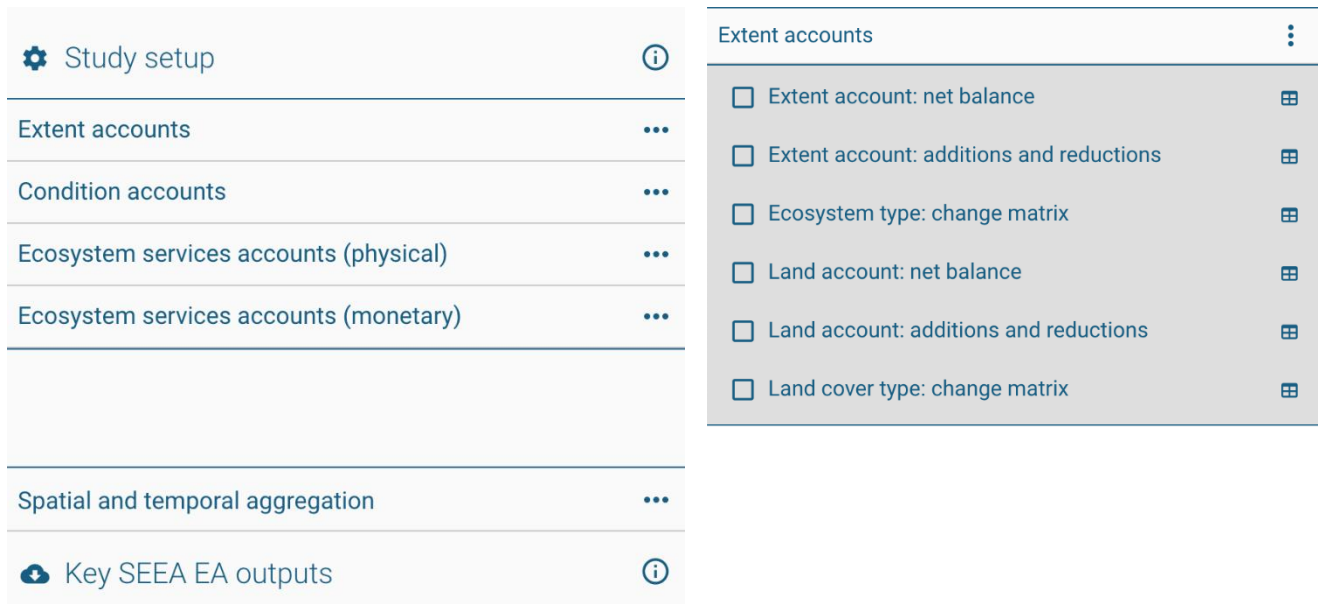 Study setup
Extent accounts
Condition accounts
Ecosystem services accounts (physical)
Ecosystem services accounts (monetary)
Spatial and temporal aggregation
Key SEEA EA outputs
Extent accounts
Extent account: net balance
Extent account: additions and reductions
Ecosystem type: change matrix
Land account: net balance
Land account: additions and reductions
Land cover type: change matrix